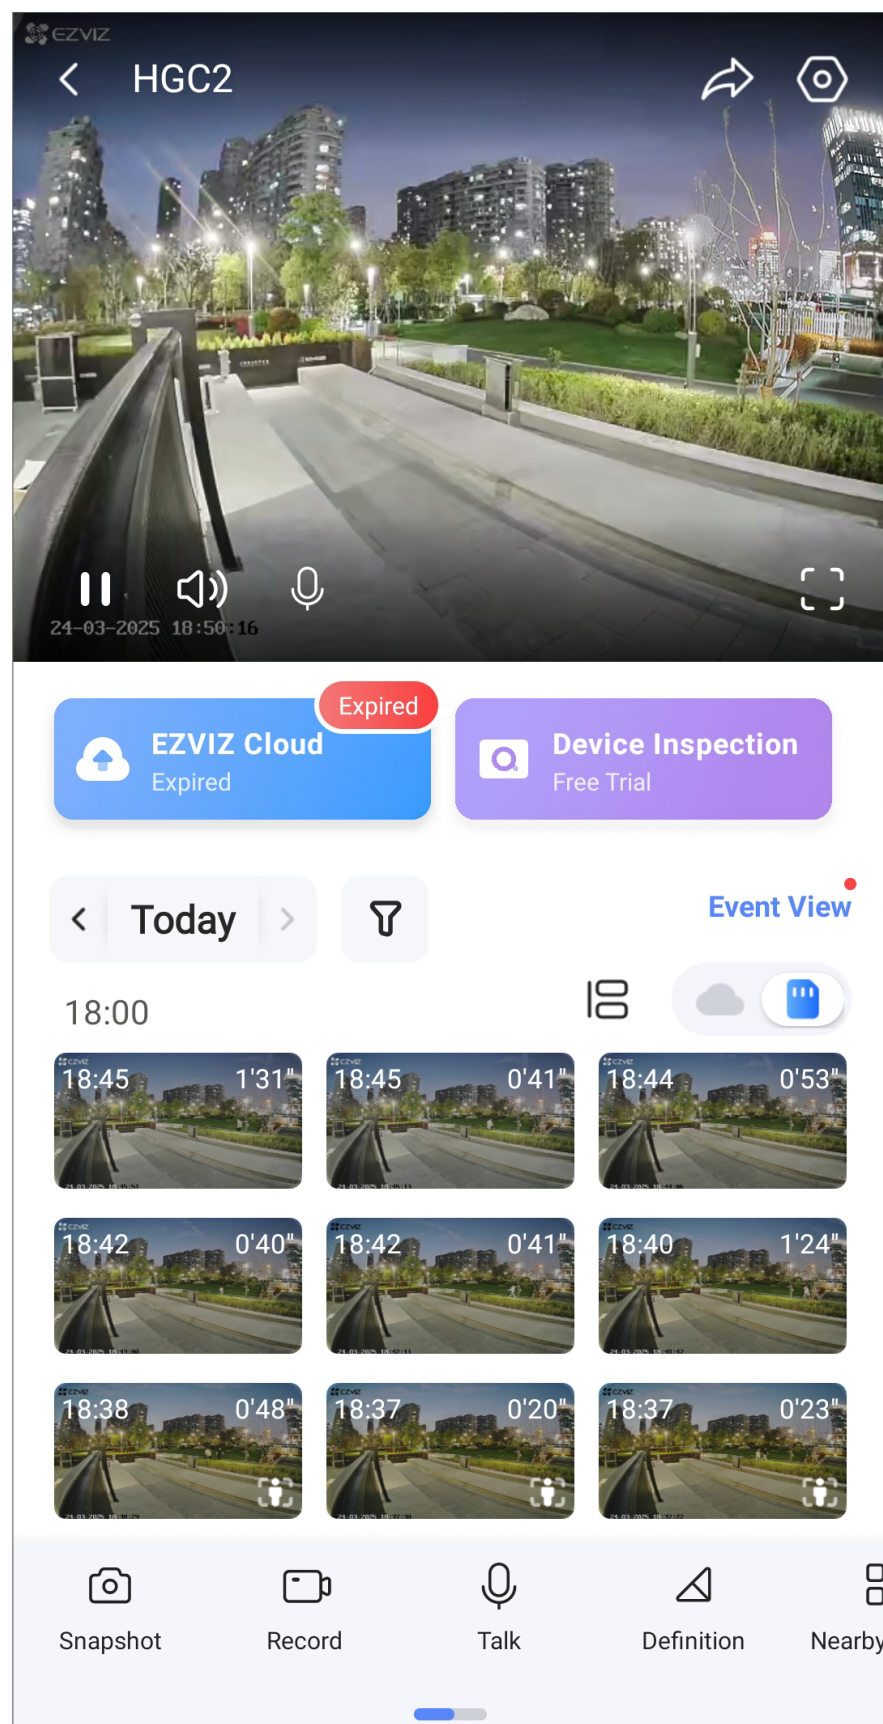 EZVIZ
HGC2
24-03-2025 18:50:16
Expired
EZVIZ Cloud
Expired
Device Inspection
Free Trial
Today
Event View
18:00
18:45 1'31"
18:45 0'41"
18:44 0'53"
18:42 0'40"
18:42 0'41"
18:40 1'24"
18:38 0'48"
18:37 0'20"
18:37 0'23"
Snapshot
Record
Talk
Definition
Nearby